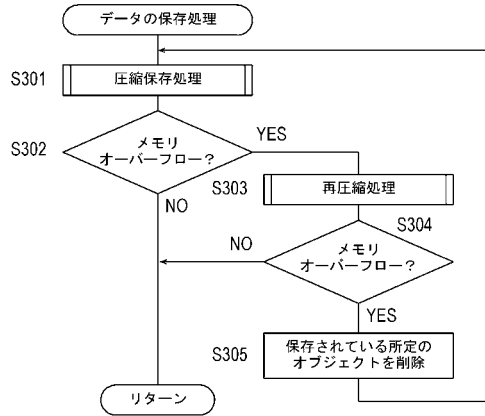 データの保存処理
S301
圧縮保存処理
S302
メモリ
オーバーフロー？
YES
NO
S303
再圧縮処理
S304
メモリ
オーバーフロー？
NO
YES
S305
保存されている所定の
オブジェクトを削除
リターン